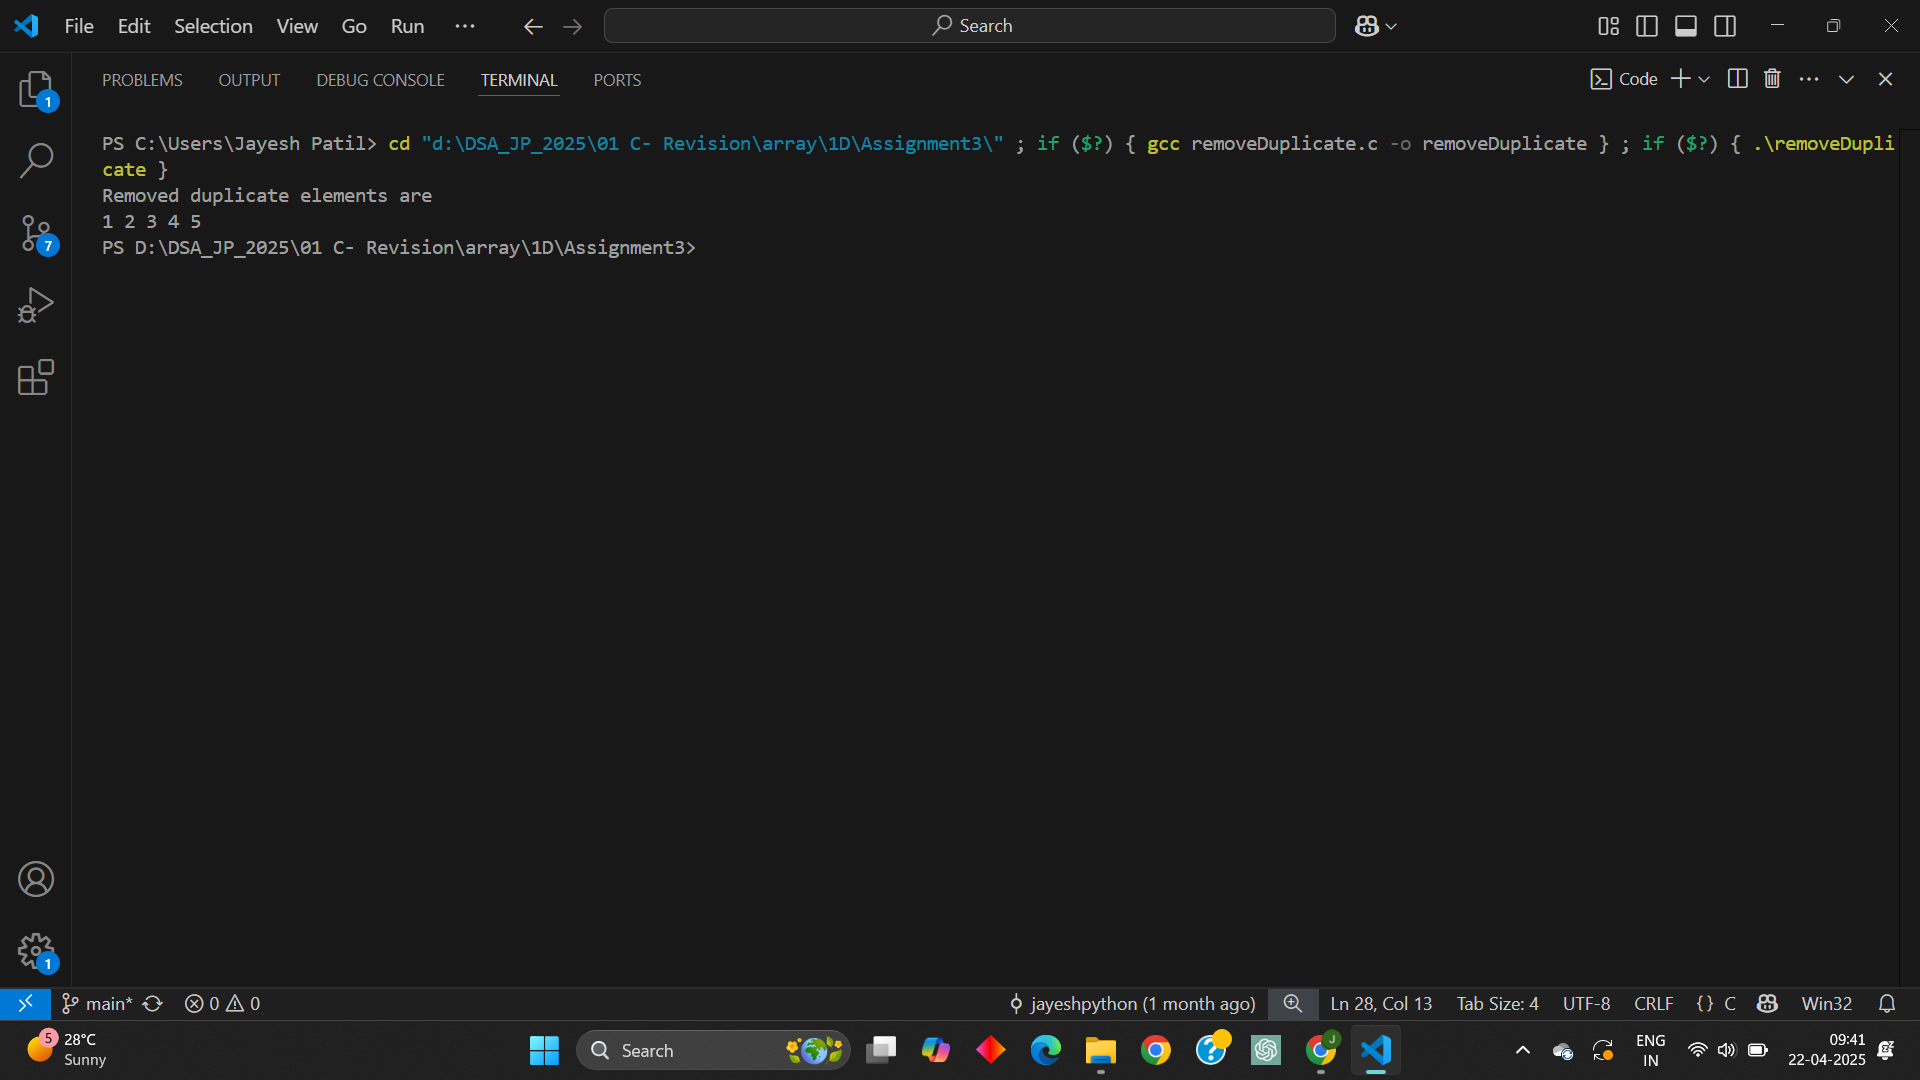 File Edit Selection View Go Run ··· Search
PROBLEMS OUTPUT DEBUG CONSOLE TERMINAL PORTS Code
PS C:\Users\Jayesh Patil> cd "d:\DSA_JP_2025\01 C- Revision\array\1D\Assignment3\" ; if ($?) { gcc removeDuplicate.c -o removeDuplicate } ; if ($?) { .\removeDupli
cate }
Removed duplicate elements are
1 2 3 4 5
PS D:\DSA_JP_2025\01 C- Revision\array\1D\Assignment3>
1
7
1
main* 0 0 jayeshpython (1 month ago) Ln 28, Col 13 Tab Size: 4 UTF-8 CRLF {} C Win32
5 28°C
Sunny
Search
J
ENG
IN
09:41
22-04-2025